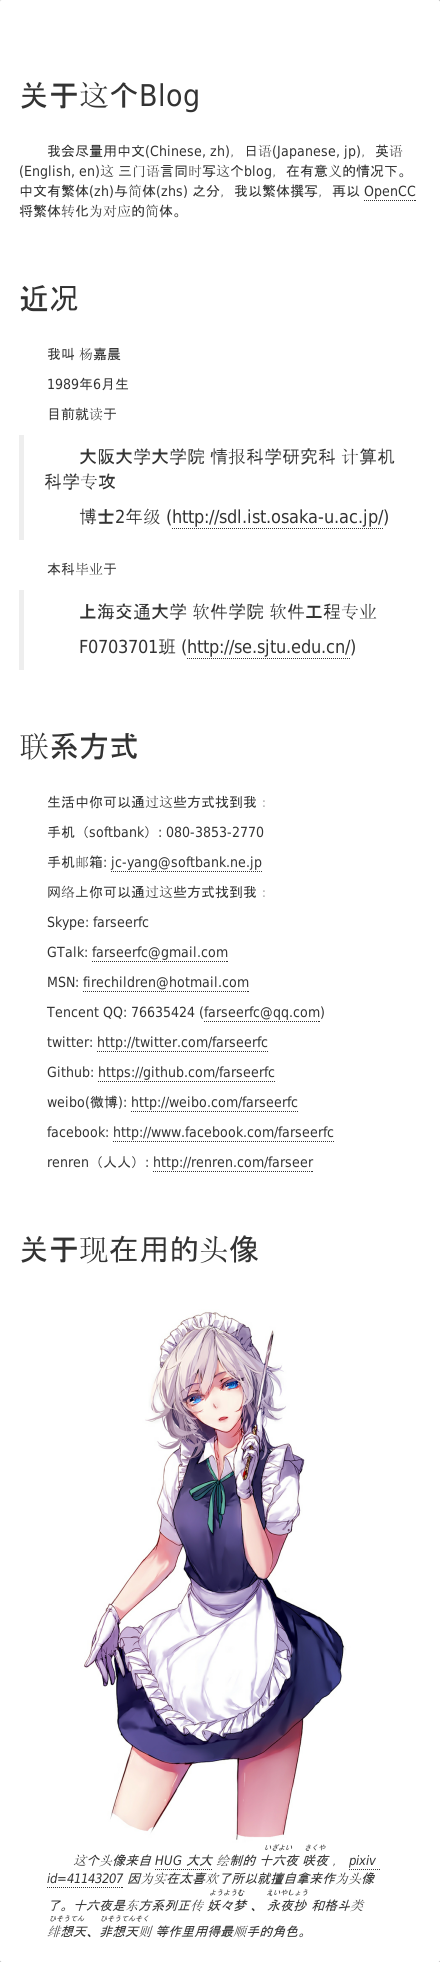 关于这个Blog
我会尽量用中文(Chinese, zh)，日语(Japanese, jp)，英语
(English, en)这 三门语言同时写这个blog，在有意义的情况下。
中文有繁体(zh)与简体(zhs) 之分，我以繁体撰写，再以 OpenCC
将繁体转化为对应的简体。
近况
我叫 杨嘉晨
1989年6月生
目前就读于
大阪大学大学院 情报科学研究科 计算机
科学专攻
博士2年级 (http://sdl.ist.osaka-u.ac.jp/)
本科毕业于
上海交通大学 软件学院 软件工程专业
F0703701班 (http://se.sjtu.edu.cn/)
联系方式
生活中你可以通过这些方式找到我：
手机（softbank）: 080-3853-2770
手机邮箱: jc-yang@softbank.ne.jp
网络上你可以通过这些方式找到我：
Skype: farseerfc
GTalk: farseerfc@gmail.com
MSN: firechildren@hotmail.com
Tencent QQ: 76635424 (farseerfc@qq.com)
twitter: http://twitter.com/farseerfc
Github: https://github.com/farseerfc
weibo(微博): http://weibo.com/farseerfc
facebook: http://www.facebook.com/farseerfc
renren（人人）: http://renren.com/farseer
关于现在用的头像
いざよい さくや
这个头像来自 HUG 大大 绘制的 十六夜 咲夜 ，pixiv
id=41143207 因为实在太喜欢了所以就擅自拿来作为头像
ようようむ えいやしょう
了。十六夜是东方系列正传 妖々梦 、 永夜抄 和格斗类
ひそうてん ひそうてんそく
绯想天、非想天则 等作里用得最顺手的角色。